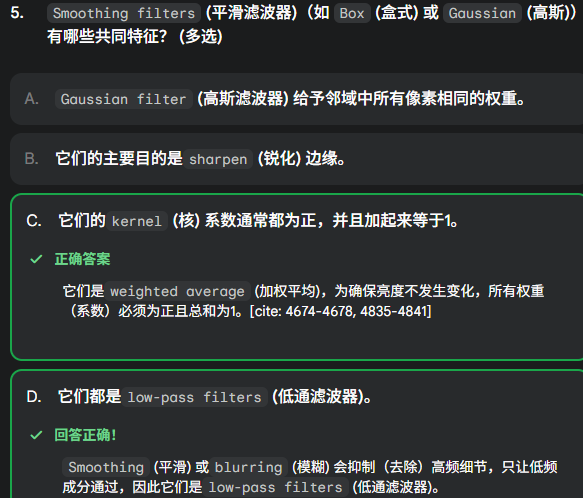 5. Smoothing filters (平滑滤波器)（如 Box (盒式) 或 Gaussian (高斯)）
有哪些共同特征？ (多选)
A. Gaussian filter (高斯滤波器) 给予邻域中所有像素相同的权重。
B. 它们的主要目的是 sharpen (锐化) 边缘。
C. 它们的 kernel (核) 系数通常都为正，并且加起来等于1。
✓ 正确答案
它们是 weighted average (加权平均)，为确保亮度不发生变化，所有权重
（系数）必须为正且总和为1。[cite: 4674-4678, 4835-4841]
D. 它们都是 low-pass filters (低通滤波器)。
✓ 回答正确！
Smoothing (平滑) 或 blurring (模糊) 会抑制（去除）高频细节，只让低频
成分通过，因此它们是 low-pass filters (低通滤波器)。